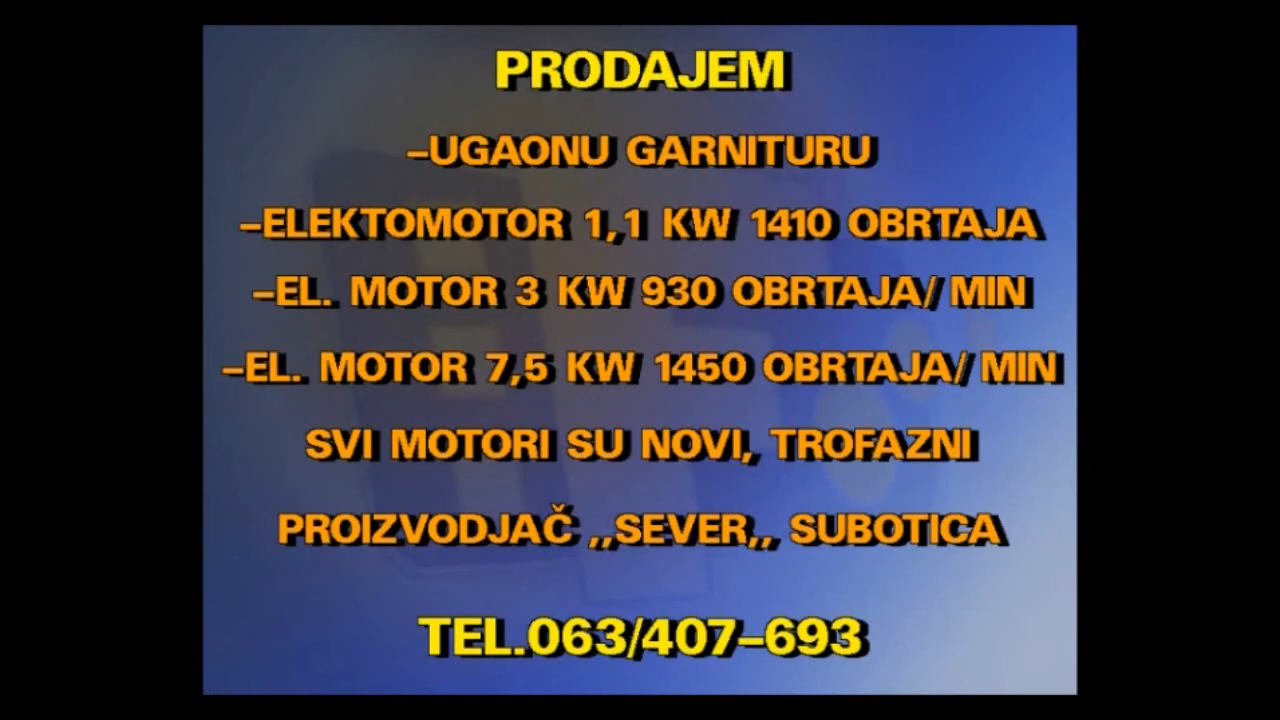 PRODAJEM
-UGAONU GARNITURU
-ELEKTOMOTOR 1,1 KW 1410 OBRTAJA
-EL. MOTOR 3 KW 930 OBRTAJA/ MIN
-EL. MOTOR 7,5 KW 1450 OBRTAJA/ MIN
SVI MOTORI SU NOVI, TROFAZNI
PROIZVODJAČ ,,SEVER,, SUBOTICA
TEL.063/407-693